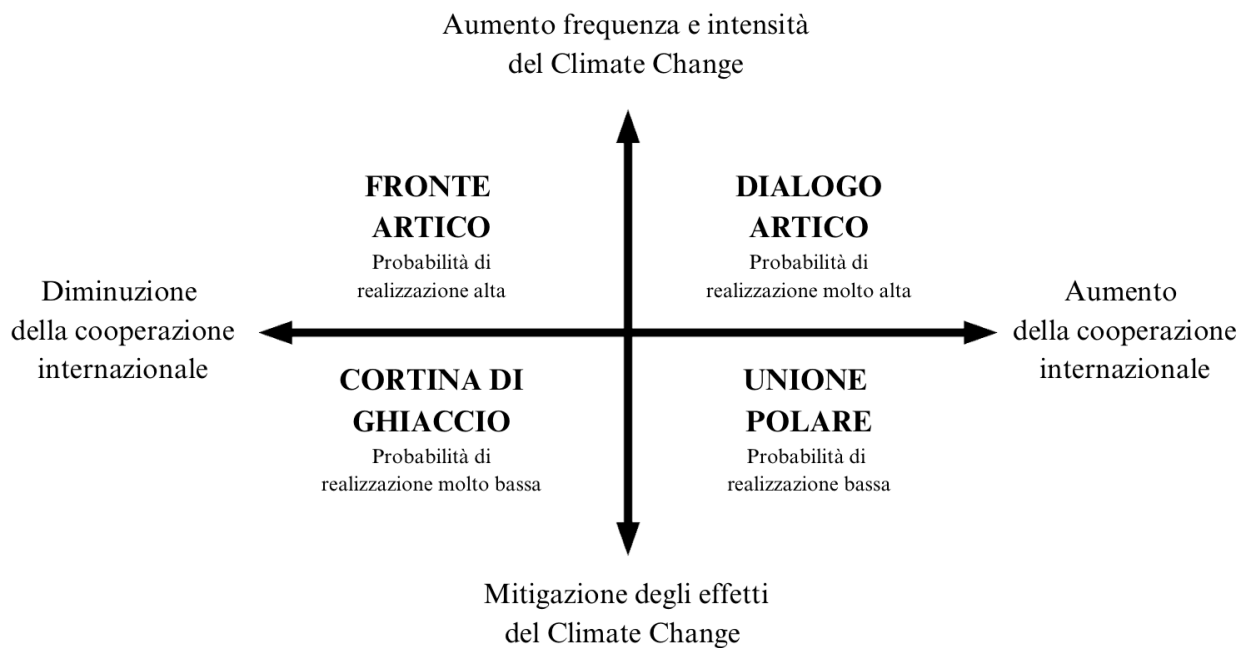 Aumento frequenza e intensità
del Climate Change
FRONTE
ARTICO
Probabilità di
realizzazione alta
DIALOGO
ARTICO
Probabilità di
realizzazione molto alta
Diminuzione
della cooperazione
internazionale
Aumento
della cooperazione
internazionale
CORTINA DI
GHIACCIO
Probabilità di
realizzazione molto bassa
UNIONE
POLARE
Probabilità di
realizzazione bassa
Mitigazione degli effetti
del Climate Change